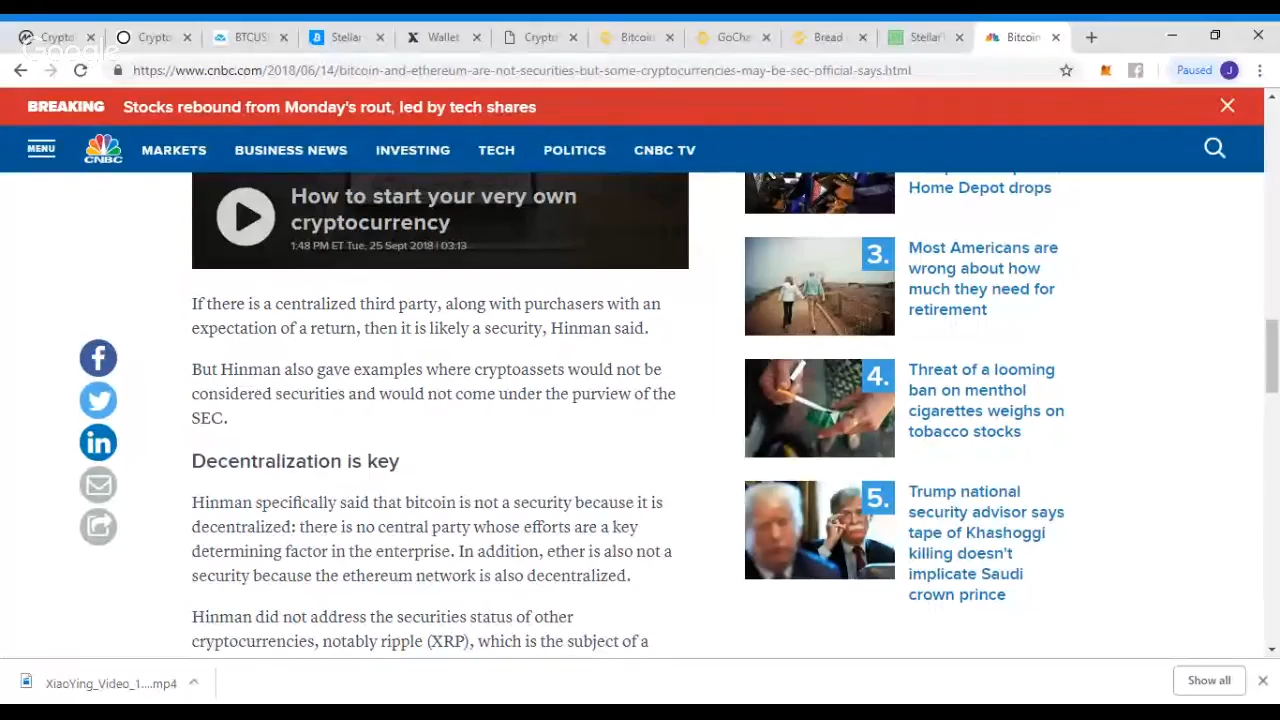 Crypto
Crypto
BTCUS
Stellar
Wallet
Crypto
Bitcoin
GoCha
Bread
Stellar
Bitcoin
Google
https://www.cnbc.com/2018/06/14/bitcoin-and-ethereum-are-not-securities-but-some-cryptocurrencies-may-be-sec-official-says.html
Paused
J
BREAKING Stocks rebound from Monday's rout, led by tech shares
MENU
CNBC
MARKETS
BUSINESS NEWS
INVESTING
TECH
POLITICS
CNBC TV
How to start your very own
cryptocurrency
1:48 PM ET Tue, 25 Sept 2018 | 03:13
If there is a centralized third party, along with purchasers with an
expectation of a return, then it is likely a security, Hinman said.
But Hinman also gave examples where cryptoassets would not be
considered securities and would not come under the purview of the
SEC.
Decentralization is key
Hinman specifically said that bitcoin is not a security because it is
decentralized: there is no central party whose efforts are a key
determining factor in the enterprise. In addition, ether is also not a
security because the ethereum network is also decentralized.
Hinman did not address the securities status of other
cryptocurrencies, notably ripple (XRP), which is the subject of a
Home Depot drops
3.
Most Americans are
wrong about how
much they need for
retirement
4.
Threat of a looming
ban on menthol
cigarettes weighs on
tobacco stocks
5.
Trump national
security advisor says
tape of Khashoggi
killing doesn't
implicate Saudi
crown prince
XiaoYing_Video_1....mp4
Show all